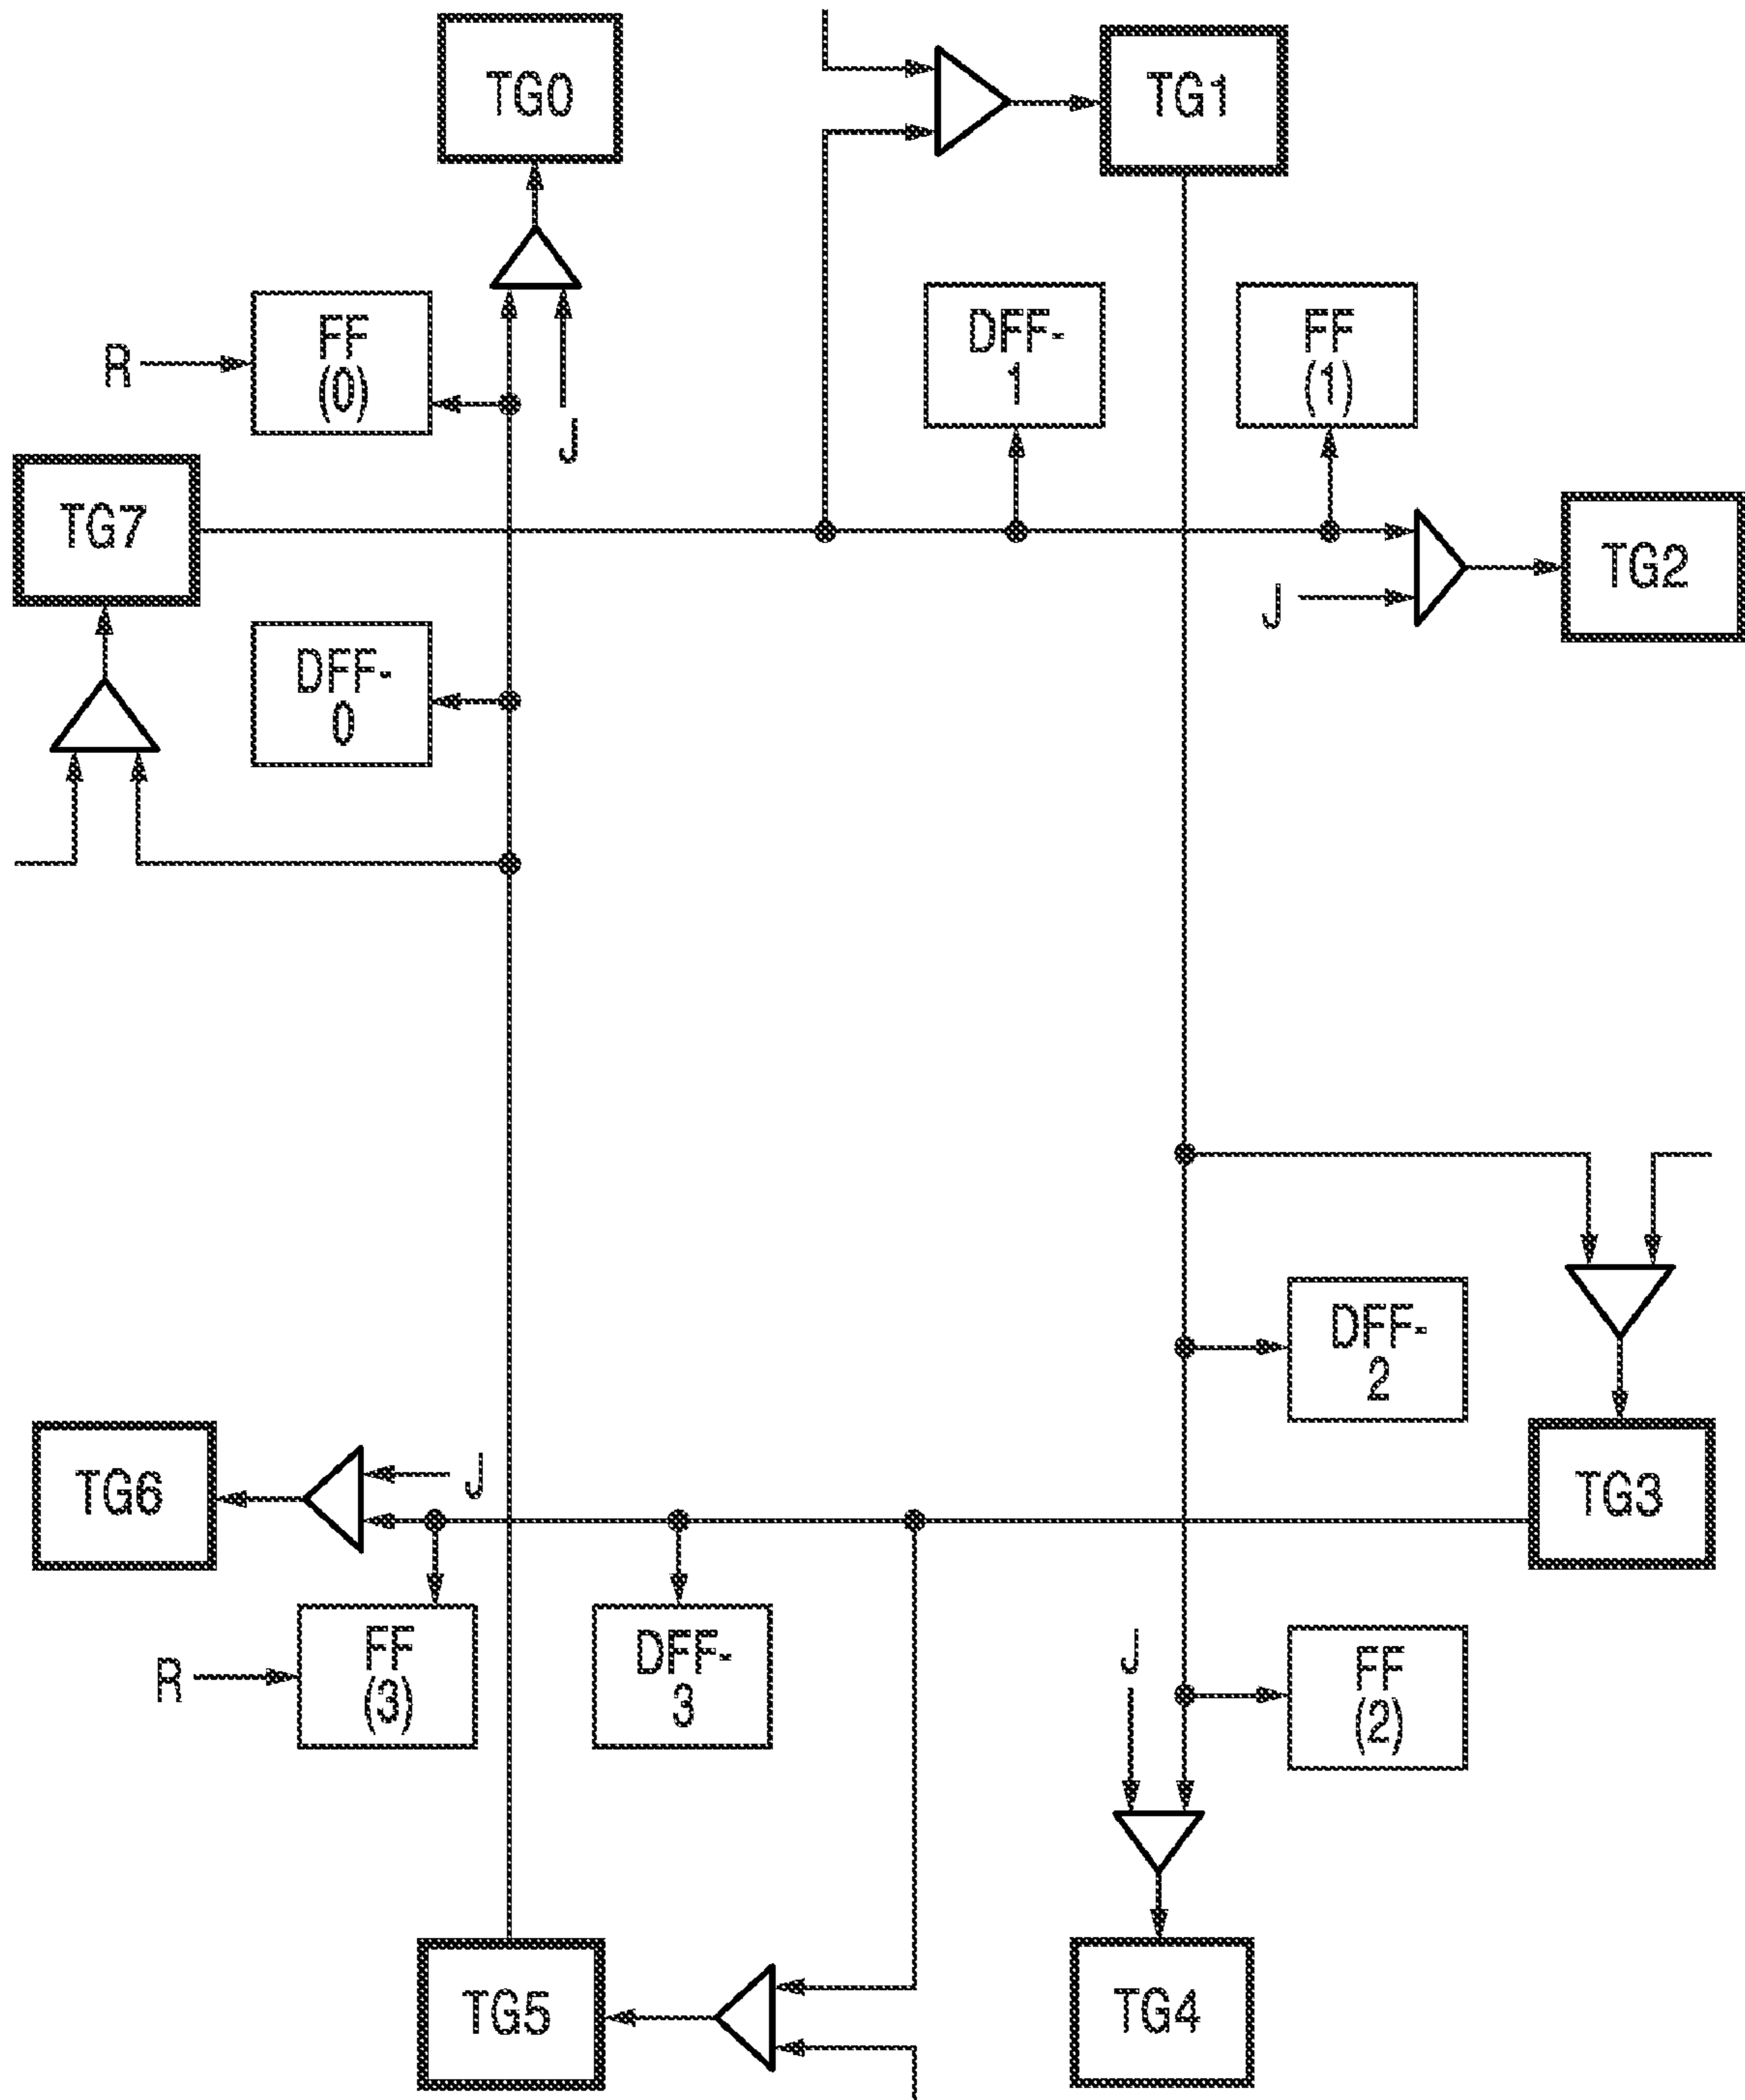 TG0
TG1
FF
(0)
R
J
DFF-
1
FF
(1)
TG7
TG2
J
DFF-
0
DFF-
2
TG6
J
TG3
FF
(3)
R
DFF-
3
J
FF
(2)
TG5
TG4